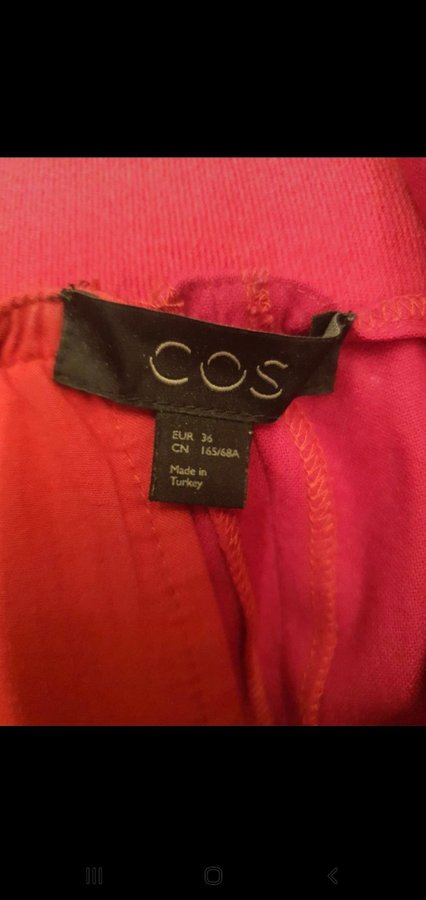 COS
EUR 36
CN 165/68A
Made in
Turkey